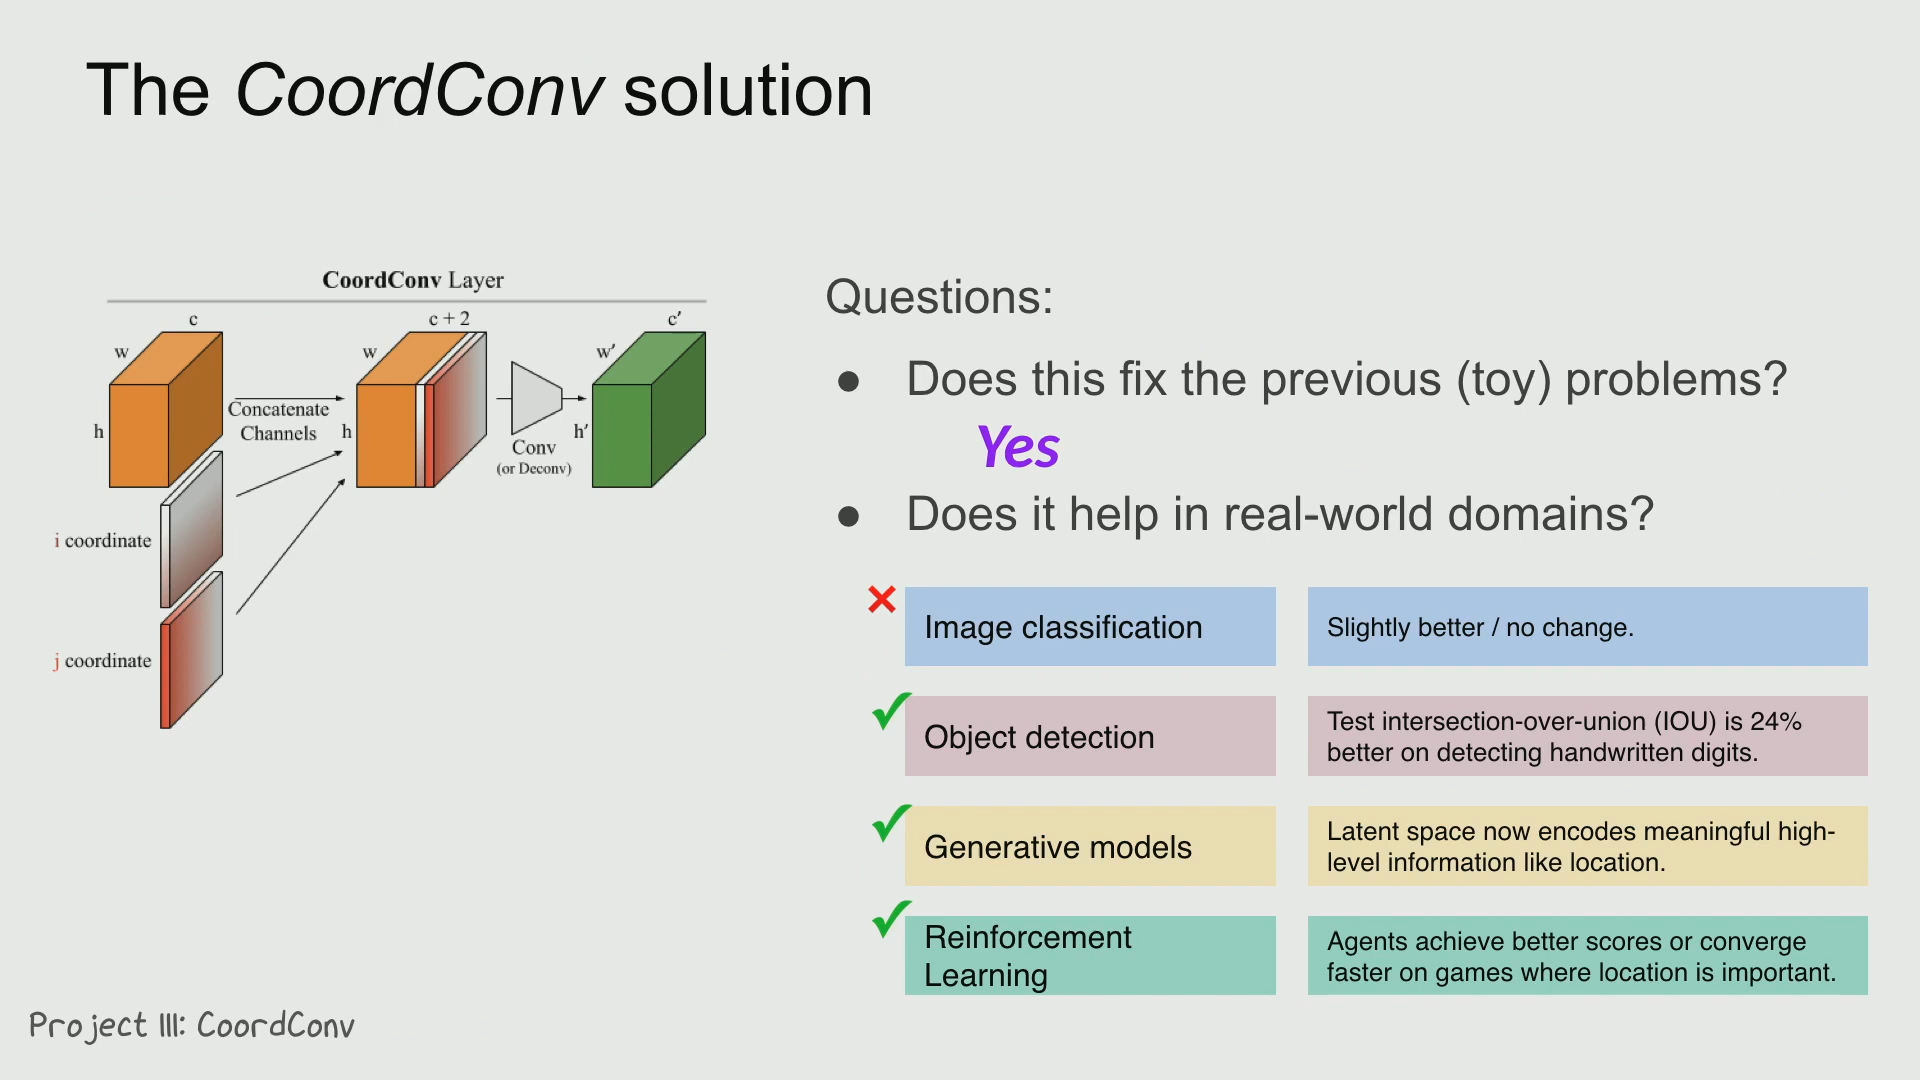 The CoordConv solution
CoordConv Layer
c
w
h
Concatenate
Channels
i coordinate
j coordinate
c + 2
w
h
Conv
(or Deconv)
c′
w′
h′
Questions:
● Does this fix the previous (toy) problems?
Yes
● Does it help in real-world domains?
Image classification
Slightly better / no change.
Object detection
Test intersection-over-union (IOU) is 24%
better on detecting handwritten digits.
Generative models
Latent space now encodes meaningful high-
level information like location.
Reinforcement
Learning
Agents achieve better scores or converge
faster on games where location is important.
Project III: CoordConv